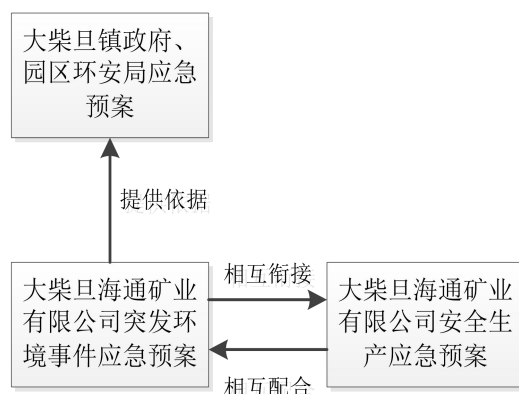 大柴旦镇政府、
园区环安局应急
预案
提供依据
大柴旦海通矿业
有限公司突发环
境事件应急预案
相互衔接
相互配合
大柴旦海通矿业
有限公司安全生
产应急预案